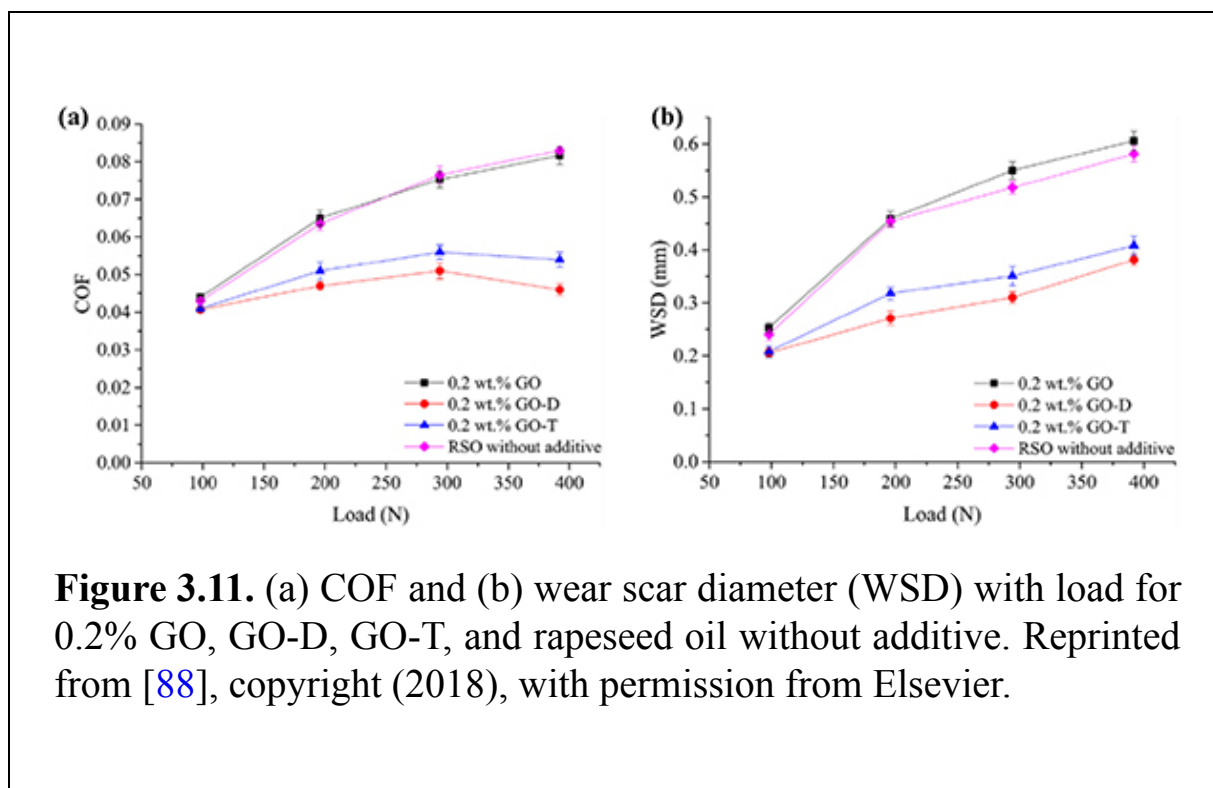 (a)
0.09
0.08
0.07
0.06
0.05
0.04
0.03
0.02
0.01
0.00
COF
50 100 150 200 250 300 350 400
Load (N)
0.2 wt.% GO
0.2 wt.% GO-D
0.2 wt.% GO-T
RSO without additive
(b)
0.6
0.5
0.4
0.3
0.2
0.1
0.0
WSD (mm)
50 100 150 200 250 300 350 400
Load (N)
0.2 wt.% GO
0.2 wt.% GO-D
0.2 wt.% GO-T
RSO without additive
Figure 3.11. (a) COF and (b) wear scar diameter (WSD) with load for
0.2% GO, GO-D, GO-T, and rapeseed oil without additive. Reprinted
from [88], copyright (2018), with permission from Elsevier.